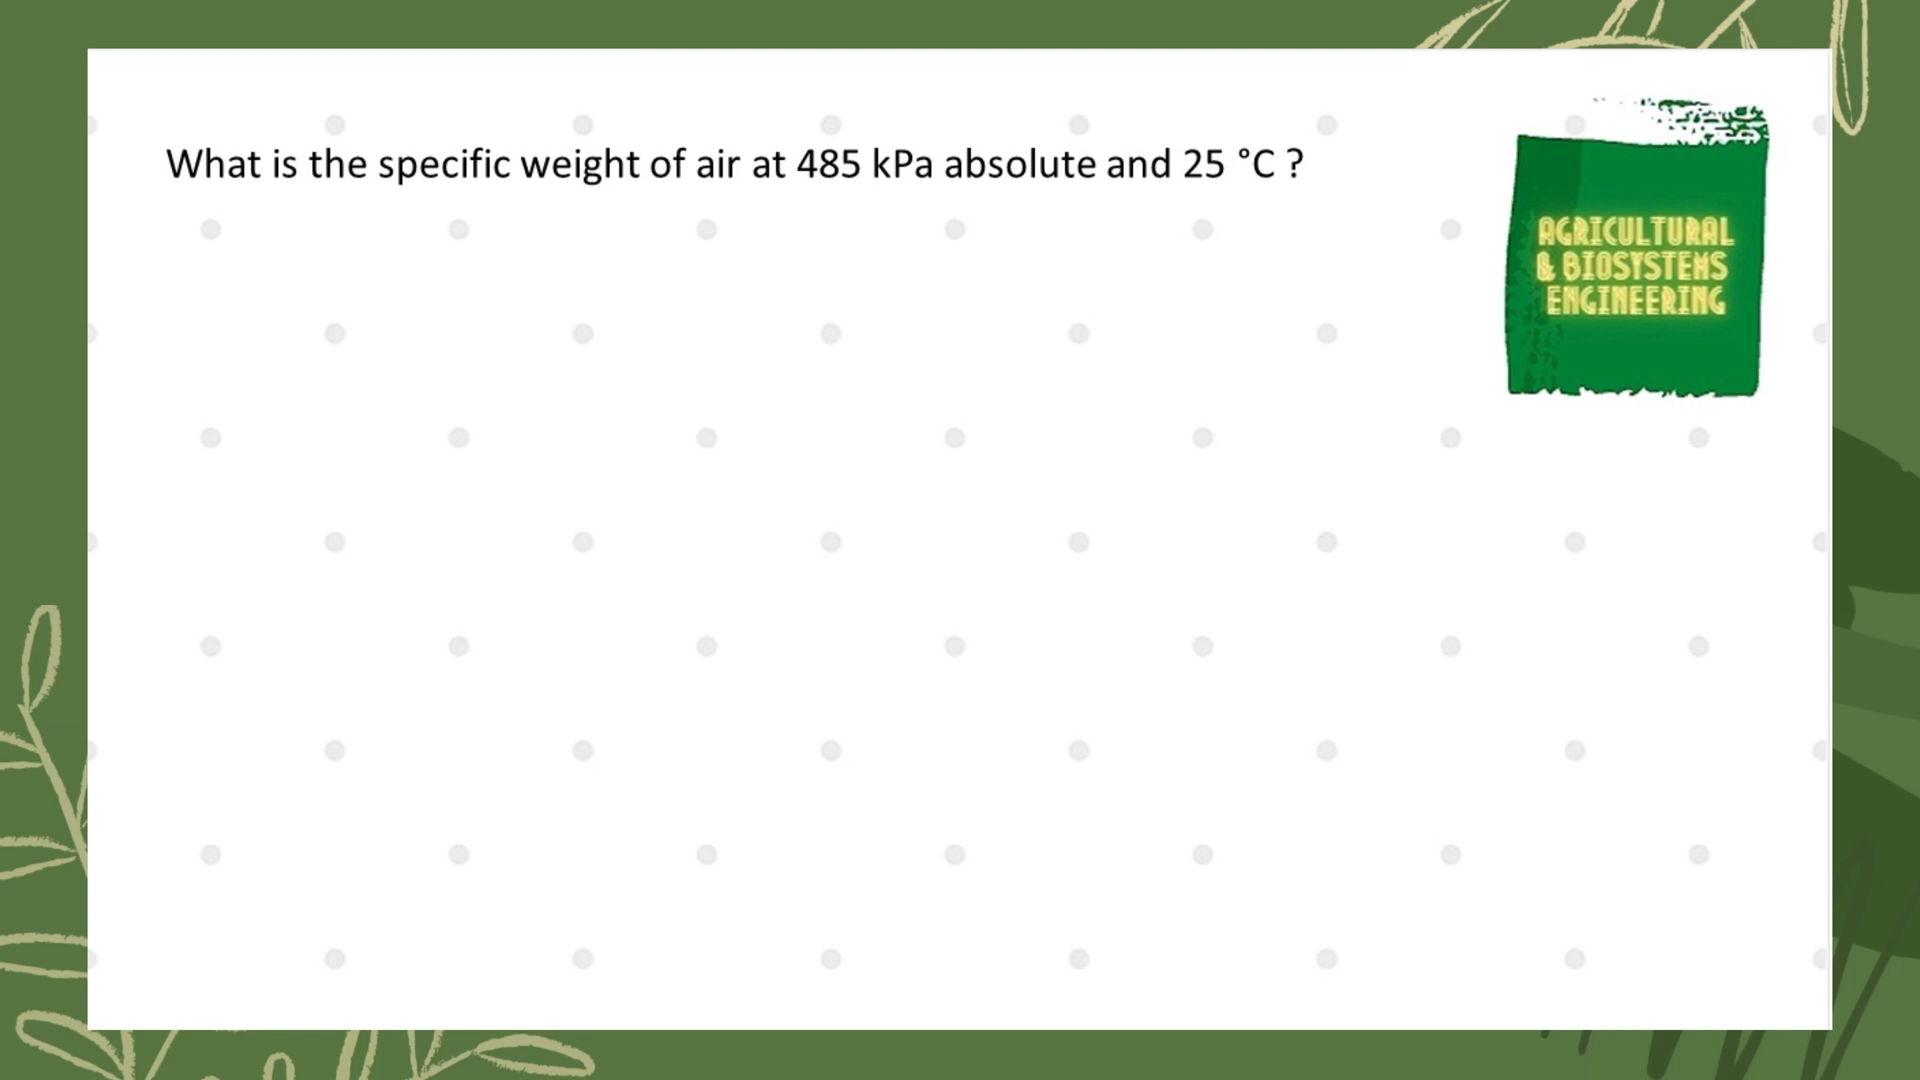 What is the specific weight of air at 485 kPa absolute and 25 °C ?
AGRICULTURAL
& BIOSYSTEMS
ENGINEERING